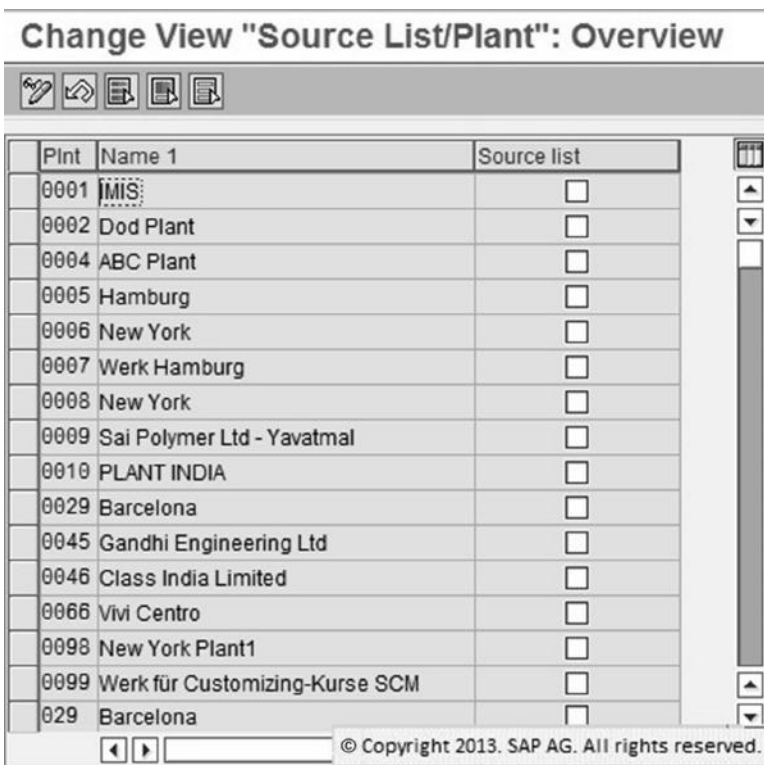 Change View "Source List/Plant": Overview
Plnt Name 1 Source list
0001 IMIS
0002 Dod Plant
0004 ABC Plant
0005 Hamburg
0006 New York
0007 Werk Hamburg
0008 New York
0009 Sai Polymer Ltd - Yavatmal
0010 PLANT INDIA
0029 Barcelona
0045 Gandhi Engineering Ltd
0046 Class India Limited
0066 Vivi Centro
0098 New York Plant1
0099 Werk für Customizing-Kurse SCM
029 Barcelona
© Copyright 2013. SAP AG. All rights reserved.